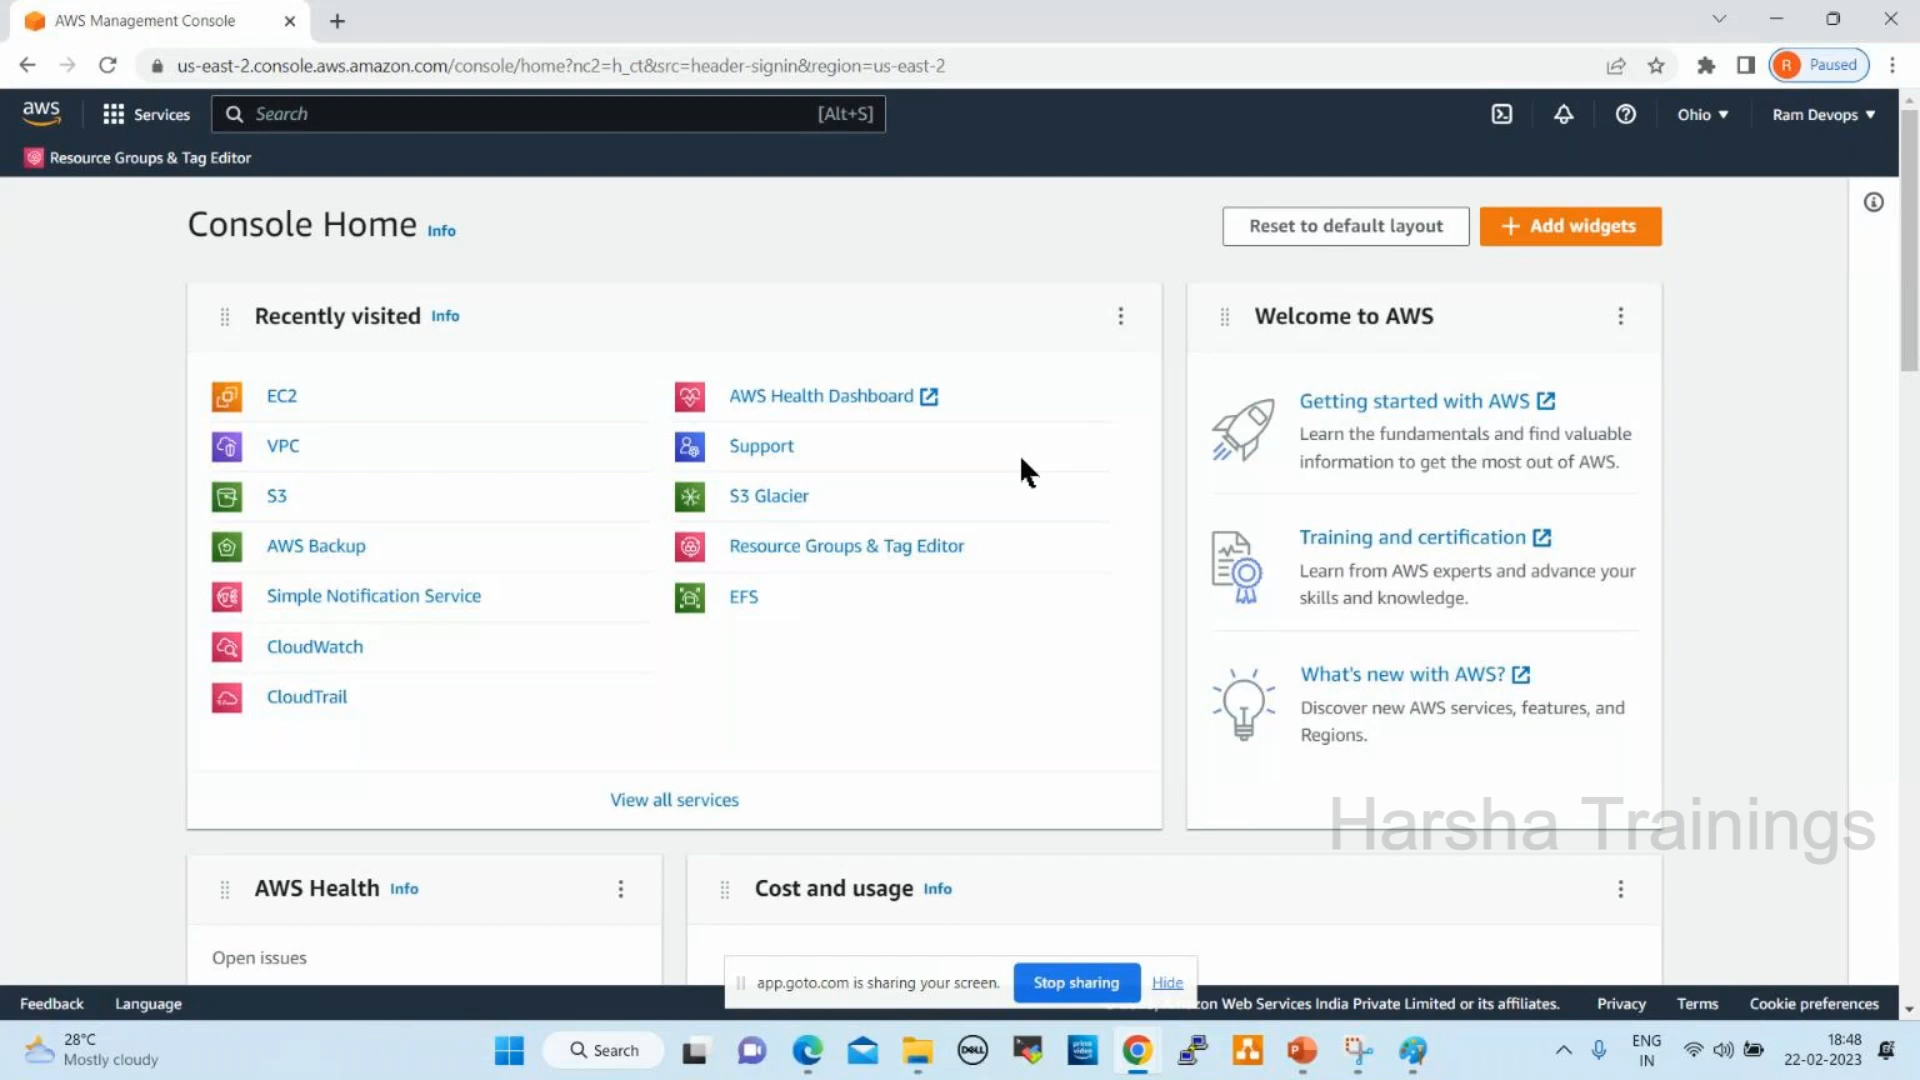 AWS Management Console
us-east-2.console.aws.amazon.com/console/home?nc2=h_ct&src=header-signin&region=us-east-2
R Paused
aws Services Search [Alt+S] Ohio Ram Devops
Resource Groups & Tag Editor
Console Home Info
Reset to default layout
Add widgets
Recently visited Info
EC2
VPC
S3
AWS Backup
Simple Notification Service
CloudWatch
CloudTrail
AWS Health Dashboard
Support
S3 Glacier
Resource Groups & Tag Editor
EFS
View all services
Welcome to AWS
Getting started with AWS
Learn the fundamentals and find valuable
information to get the most out of AWS.
Training and certification
Learn from AWS experts and advance your
skills and knowledge.
What's new with AWS?
Discover new AWS services, features, and
Regions.
Harsha Trainings
AWS Health Info
Open issues
Cost and usage Info
app.goto.com is sharing your screen. Stop sharing Hide
Feedback Language Web Services India Private Limited or its affiliates. Privacy Terms Cookie preferences
28°C
Mostly cloudy
Search
DELL
prime video
ENG
IN
18:48
22-02-2023